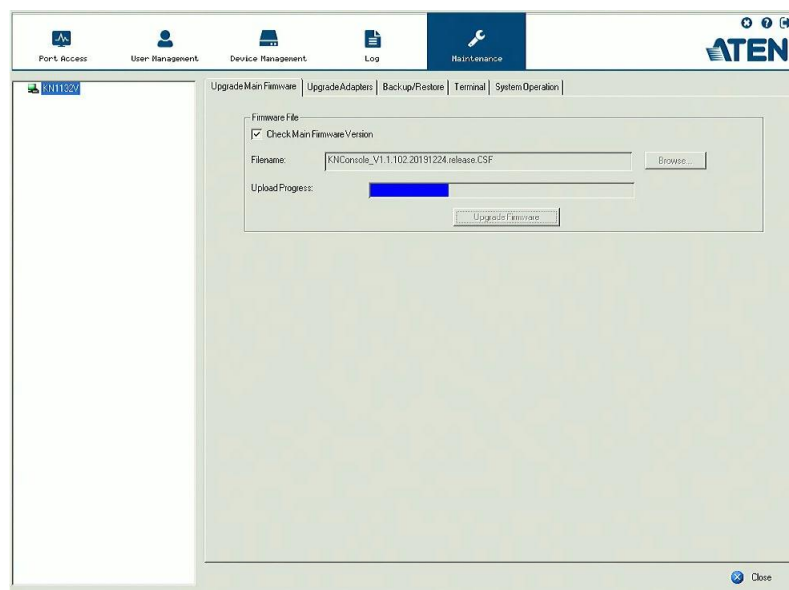 Port Access
User Management
Device Management
Log
Maintenance
ATEN
KN1132V
Upgrade Main Firmware
Upgrade Adapters
Backup/Restore
Terminal
System Operation
Firmware File
Check Main Firmware Version
Filename:
KNConsole_V1.1.102.20191224.release.CSF
Browse...
Upload Progress:
Upgrade Firmware
Close